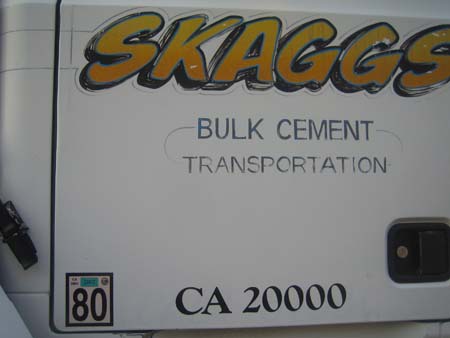 SKAGGS
BULK CEMENT
TRANSPORTATION
80
CA 20000